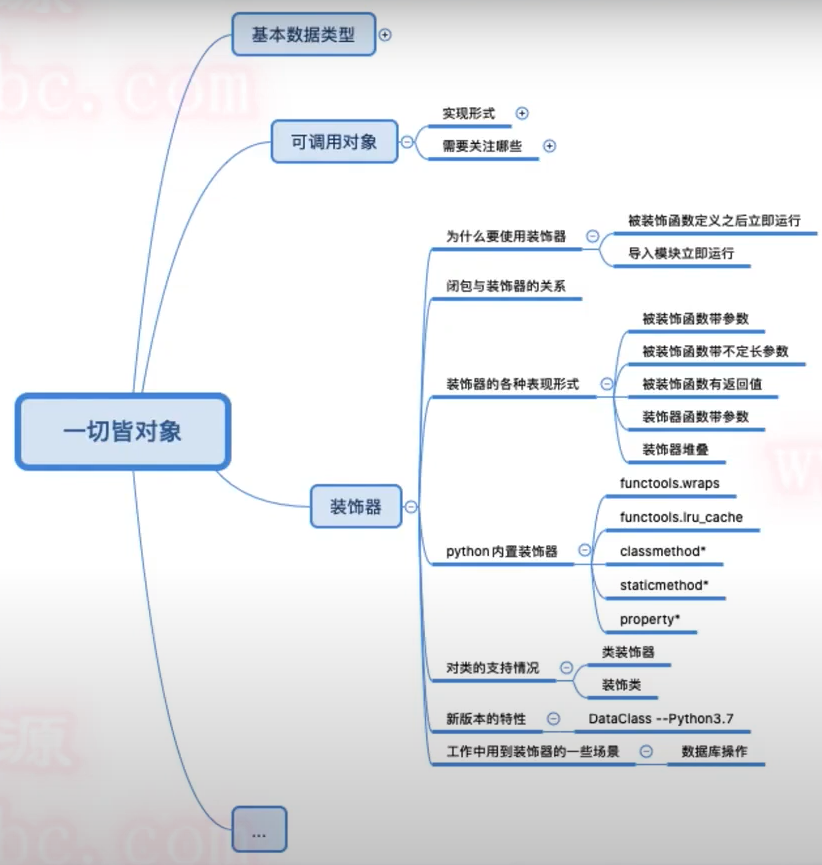 基本数据类型
可调用对象
实现形式
需要关注哪些
为什么要使用装饰器
被装饰函数定义之后立即运行
导入模块立即运行
闭包与装饰器的关系
装饰器的各种表现形式
被装饰函数带参数
被装饰函数带不定长参数
被装饰函数有返回值
装饰器函数带参数
装饰器堆叠
一切皆对象
装饰器
python内置装饰器
functools.wraps
functools.lru_cache
classmethod*
staticmethod*
property*
对类的支持情况
类装饰器
装饰类
新版本的特性
DataClass --Python3.7
工作中用到装饰器的一些场景
数据库操作
...
源
bc.com
w
源
bc.com